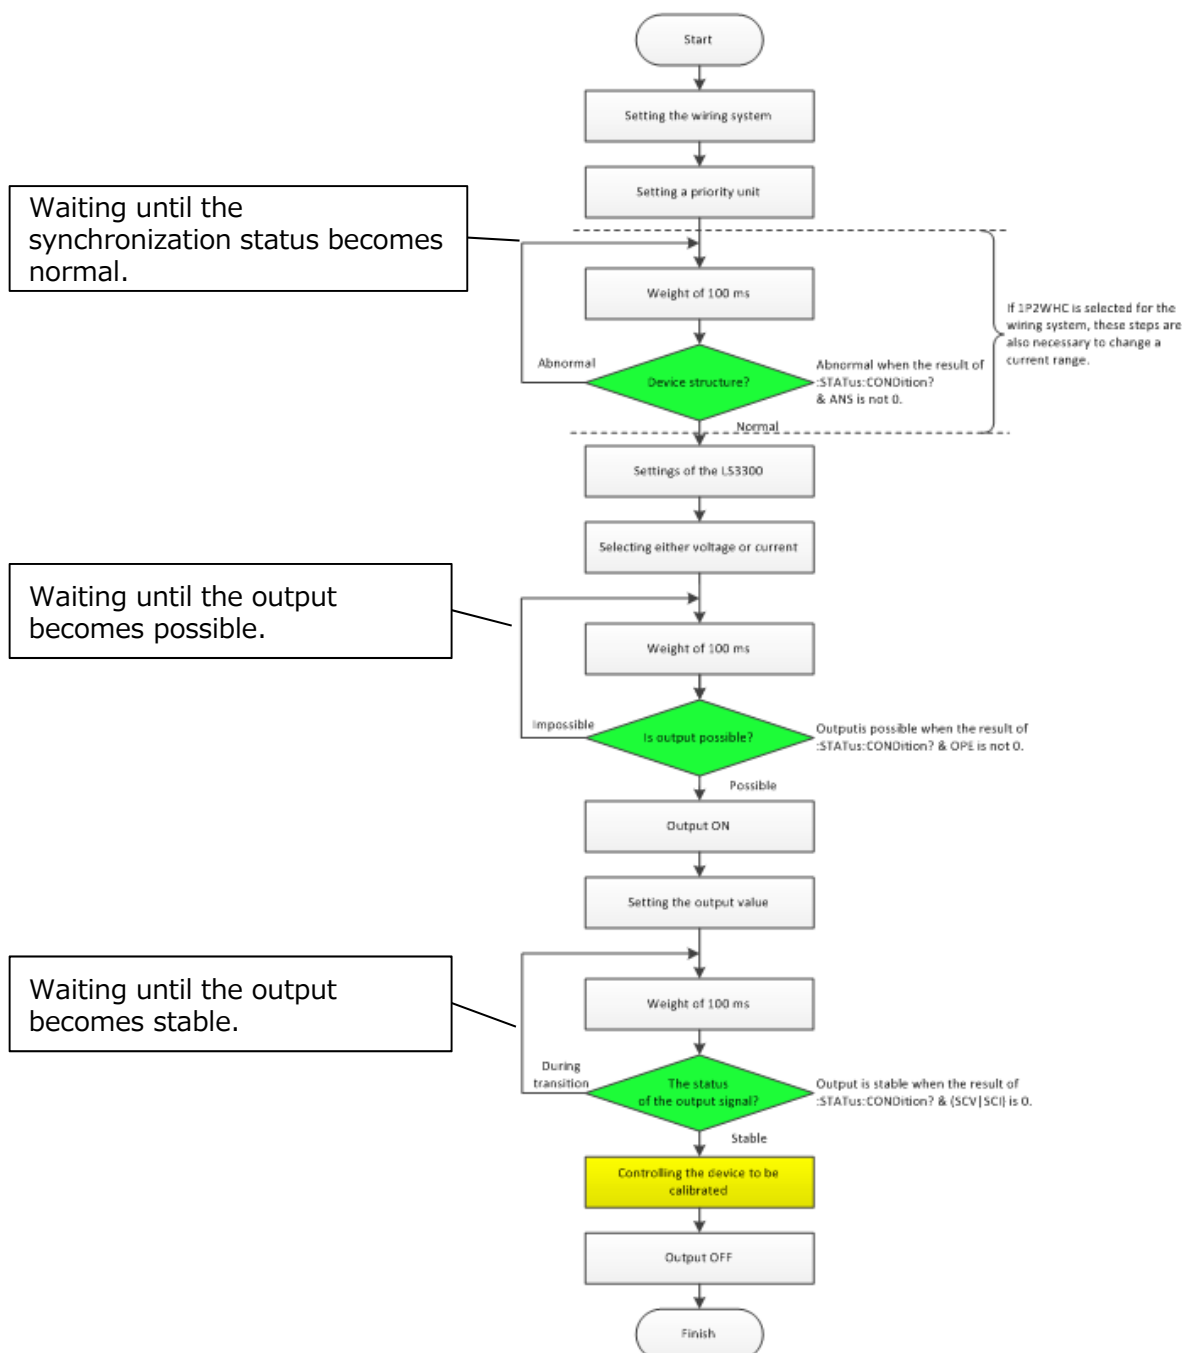 Start
Setting the wiring system
Setting a priority unit
Waiting until the
synchronization status becomes
normal.
Weight of 100 ms
If 1P2WHC is selected for the
wiring system, these steps are
also necessary to change a
current range.
Abnormal
Device structure?
Abnormal when the result of
:STATus:CONDition?
& ANS is not 0.
Normal
Settings of the LS3300
Selecting either voltage or current
Waiting until the output
becomes possible.
Weight of 100 ms
Impossible
Is output possible?
Outputis possible when the result of
:STATus:CONDition? & OPE is not 0.
Possible
Output ON
Setting the output value
Waiting until the output
becomes stable.
Weight of 100 ms
During
transition
The status
of the output signal?
Output is stable when the result of
:STATus:CONDition? & (SCV|SCI) is 0.
Stable
Controlling the device to be
calibrated
Output OFF
Finish